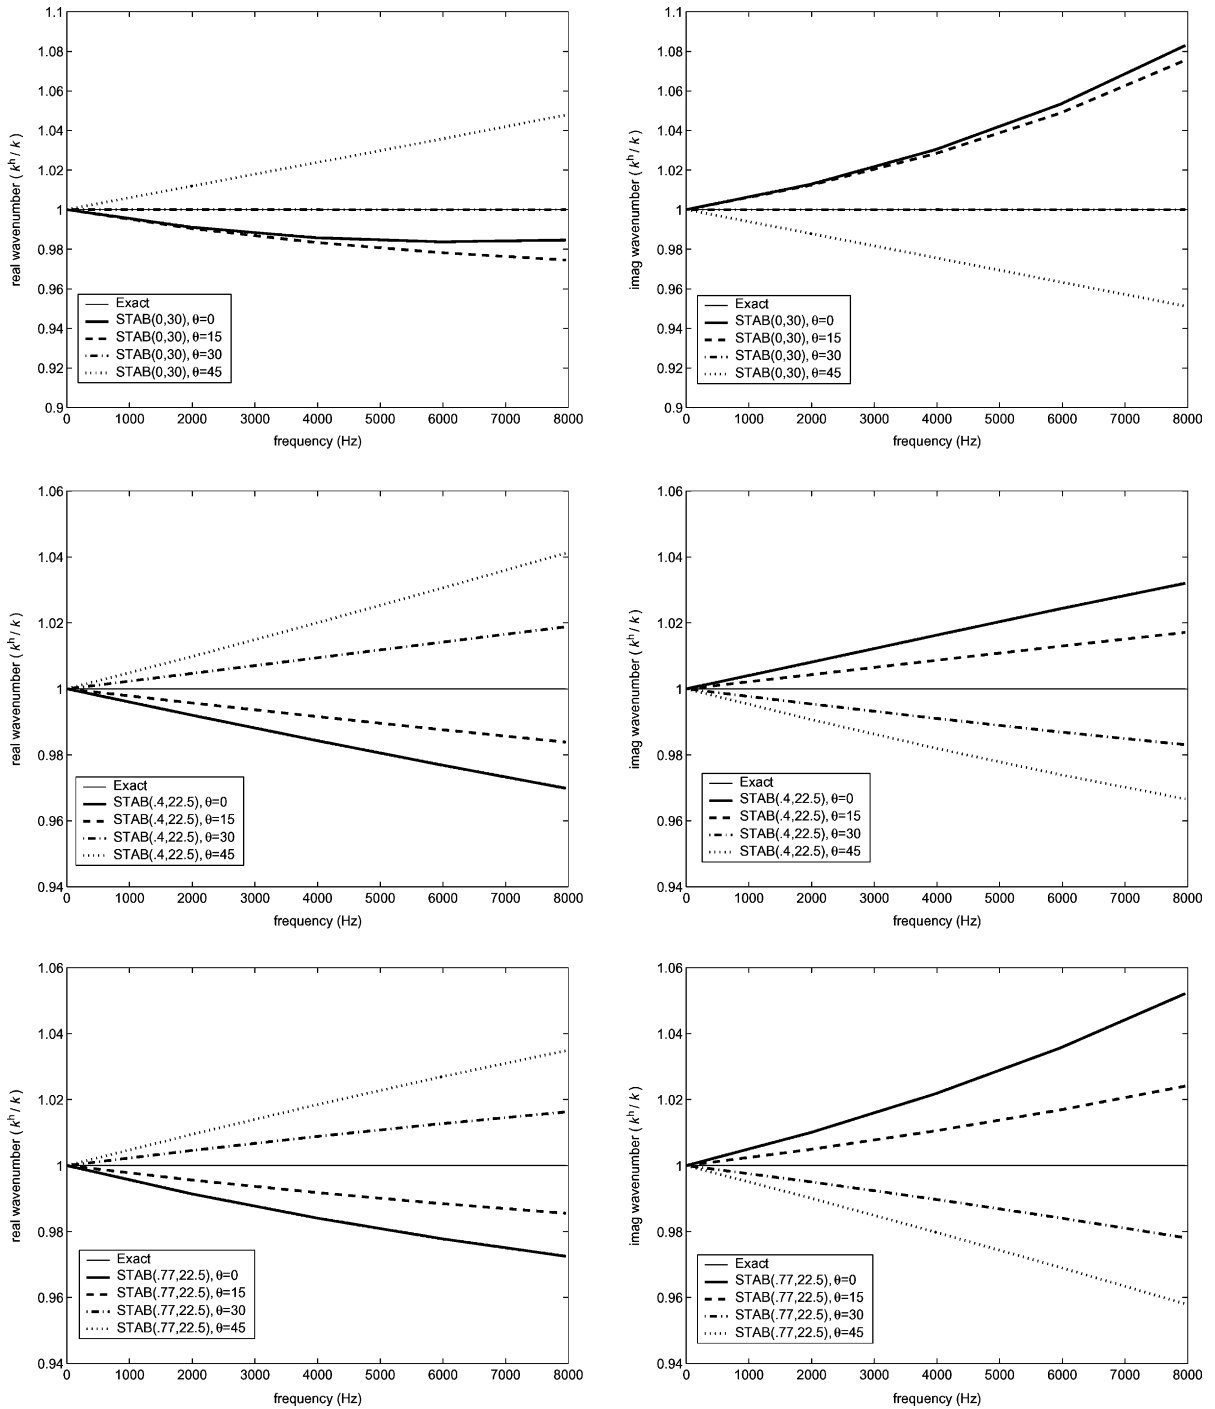 1.1
1.08
1.06
1.04
1.02
1
0.98
0.96
0.94
0.92
0.9
real wavenumber ( kʰ / k )
Exact
STAB(0,30), θ=0
STAB(0,30), θ=15
STAB(0,30), θ=30
STAB(0,30), θ=45
0 1000 2000 3000 4000 5000 6000 7000 8000
frequency (Hz)
1.1
1.08
1.06
1.04
1.02
1
0.98
0.96
0.94
0.92
0.9
imag wavenumber ( kʰ / k )
Exact
STAB(0,30), θ=0
STAB(0,30), θ=15
STAB(0,30), θ=30
STAB(0,30), θ=45
0 1000 2000 3000 4000 5000 6000 7000 8000
frequency (Hz)
1.06
1.04
1.02
1
0.98
0.96
0.94
real wavenumber ( kʰ / k )
Exact
STAB(.4,22.5), θ=0
STAB(.4,22.5), θ=15
STAB(.4,22.5), θ=30
STAB(.4,22.5), θ=45
0 1000 2000 3000 4000 5000 6000 7000 8000
frequency (Hz)
1.06
1.04
1.02
1
0.98
0.96
0.94
imag wavenumber ( kʰ / k )
Exact
STAB(.4,22.5), θ=0
STAB(.4,22.5), θ=15
STAB(.4,22.5), θ=30
STAB(.4,22.5), θ=45
0 1000 2000 3000 4000 5000 6000 7000 8000
frequency (Hz)
1.06
1.04
1.02
1
0.98
0.96
0.94
real wavenumber ( kʰ / k )
Exact
STAB(.77,22.5), θ=0
STAB(.77,22.5), θ=15
STAB(.77,22.5), θ=30
STAB(.77,22.5), θ=45
0 1000 2000 3000 4000 5000 6000 7000 8000
frequency (Hz)
1.06
1.04
1.02
1
0.98
0.96
0.94
imag wavenumber ( kʰ / k )
Exact
STAB(.77,22.5), θ=0
STAB(.77,22.5), θ=15
STAB(.77,22.5), θ=30
STAB(.77,22.5), θ=45
0 1000 2000 3000 4000 5000 6000 7000 8000
frequency (Hz)